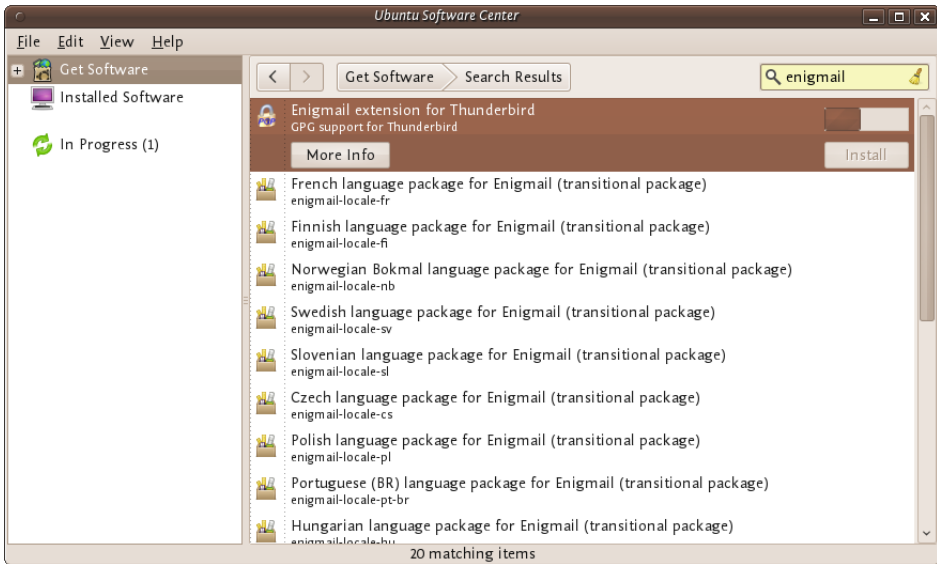 Ubuntu Software Center
File Edit View Help
Get Software
Installed Software
In Progress (1)
Get Software Search Results
enigmail
Enigmail extension for Thunderbird
GPG support for Thunderbird
More Info Install
French language package for Enigmail (transitional package)
enigmail-locale-fr
Finnish language package for Enigmail (transitional package)
enigmail-locale-fi
Norwegian Bokmal language package for Enigmail (transitional package)
enigmail-locale-nb
Swedish language package for Enigmail (transitional package)
enigmail-locale-sv
Slovenian language package for Enigmail (transitional package)
enigmail-locale-sl
Czech language package for Enigmail (transitional package)
enigmail-locale-cs
Polish language package for Enigmail (transitional package)
enigmail-locale-pl
Portuguese (BR) language package for Enigmail (transitional package)
enigmail-locale-pt-br
Hungarian language package for Enigmail (transitional package)
enigmail-locale-hu
20 matching items